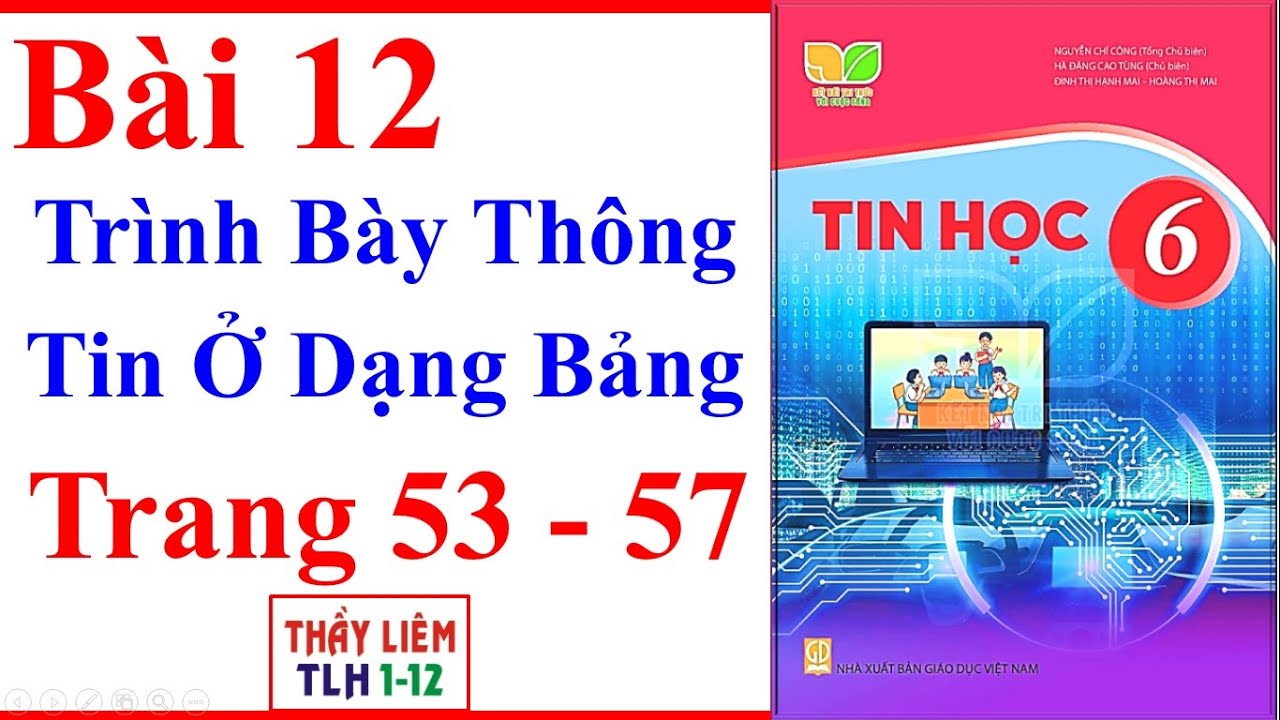 Bài 12
Trình Bày Thông
Tin Ở Dạng Bảng
Trang 53 - 57
THẦY LIÊM
TLH 1-12
NGUYỄN CHÍ CÔNG (Tổng Chủ biên)
HÀ ĐẶNG CAO TÙNG (Chủ biên)
ĐINH THỊ HẠNH MAI – HOÀNG THỊ MAI
KẾT NỐI TRI THỨC
VỚI CUỘC SỐNG
TIN HỌC 6
NHÀ XUẤT BẢN GIÁO DỤC VIỆT NAM